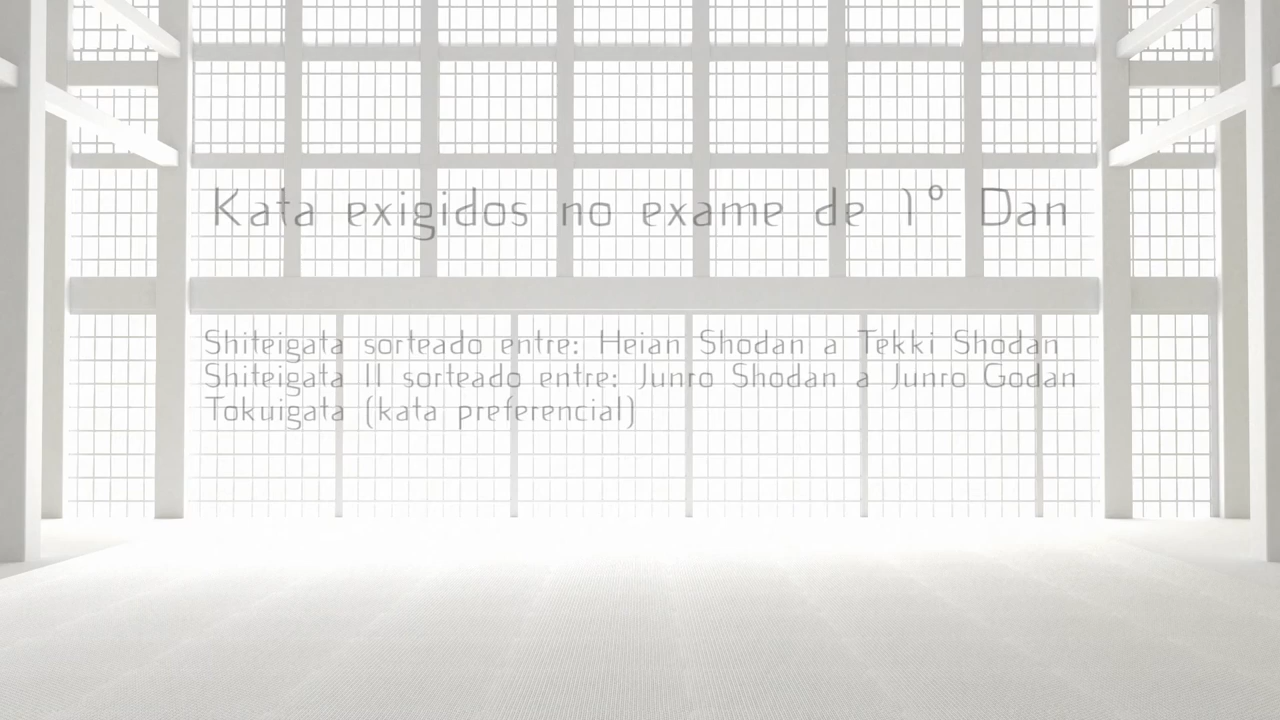 Kata exigidos no exame de 1° Dan
Shiteigata sorteado entre: Heian Shodan a Tekki Shodan
Shiteigata II sorteado entre: Junro Shodan a Junro Godan
Tokuigata (kata preferencial)